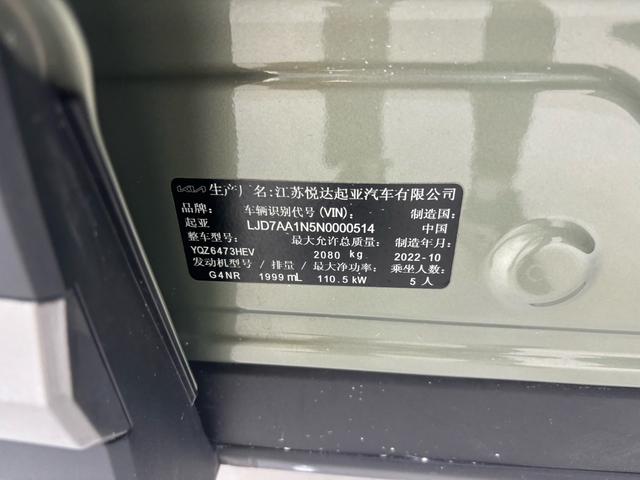 KIA 生产厂名:江苏悦达起亚汽车有限公司
品牌: 车辆识别代号(VIN): 制造国:
起亚 LJD7AA1N5N0000514 中国
整车型号: 最大允许总质量: 制造年月:
YQZ6473HEV 2080 kg 2022-10
发动机型号/排量/最大净功率: 乘坐人数:
G4NR 1999 mL 110.5 kW 5 人